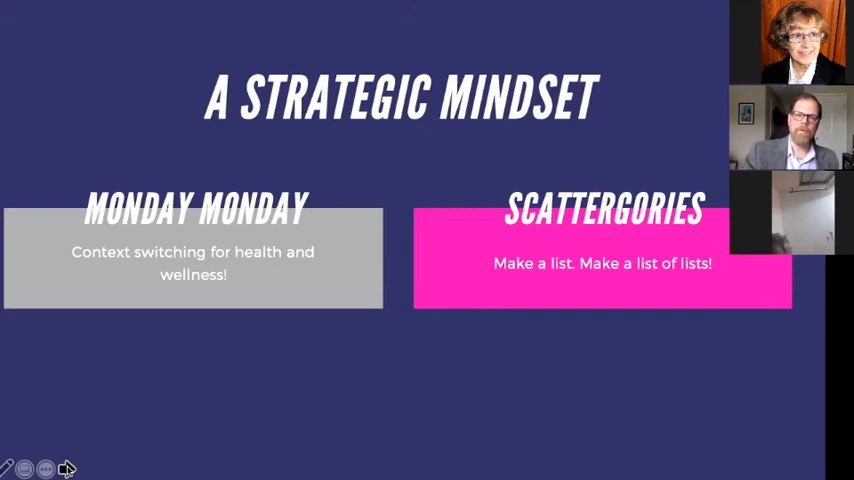 A STRATEGIC MINDSET
MONDAY MONDAY
Context switching for health and
wellness!
SCATTERGORIES
Make a list. Make a list of lists!